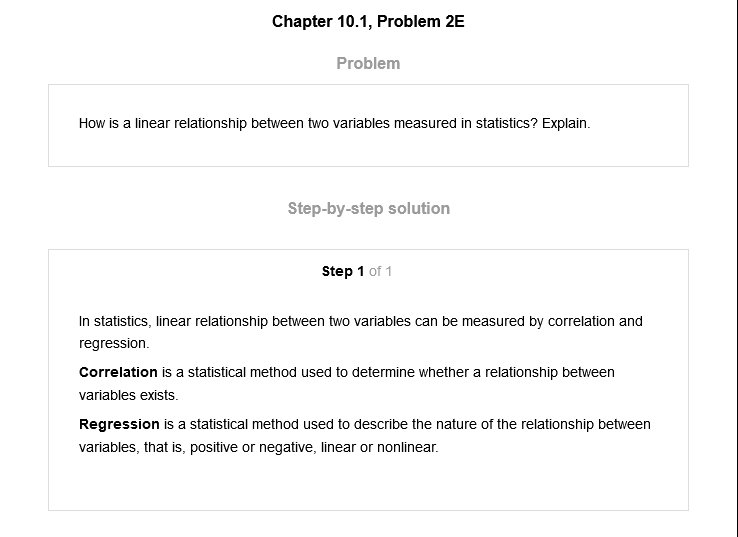 Chapter 10.1, Problem 2E
Problem
How is a linear relationship between two variables measured in statistics? Explain.
Step-by-step solution
Step 1 of 1
In statistics, linear relationship between two variables can be measured by correlation and
regression.
Correlation is a statistical method used to determine whether a relationship between
variables exists.
Regression is a statistical method used to describe the nature of the relationship between
variables, that is, positive or negative, linear or nonlinear.